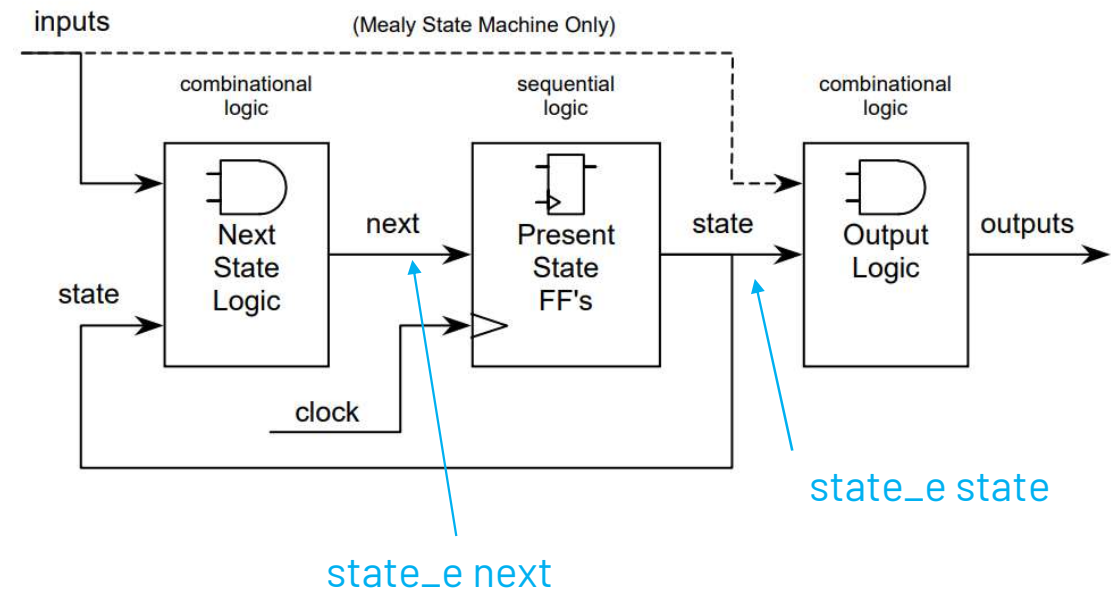 inputs
(Mealy State Machine Only)
combinational
logic
sequential
logic
combinational
logic
Next
State
Logic
next
Present
State
FF's
state
Output
Logic
outputs
state
clock
state_e state
state_e next